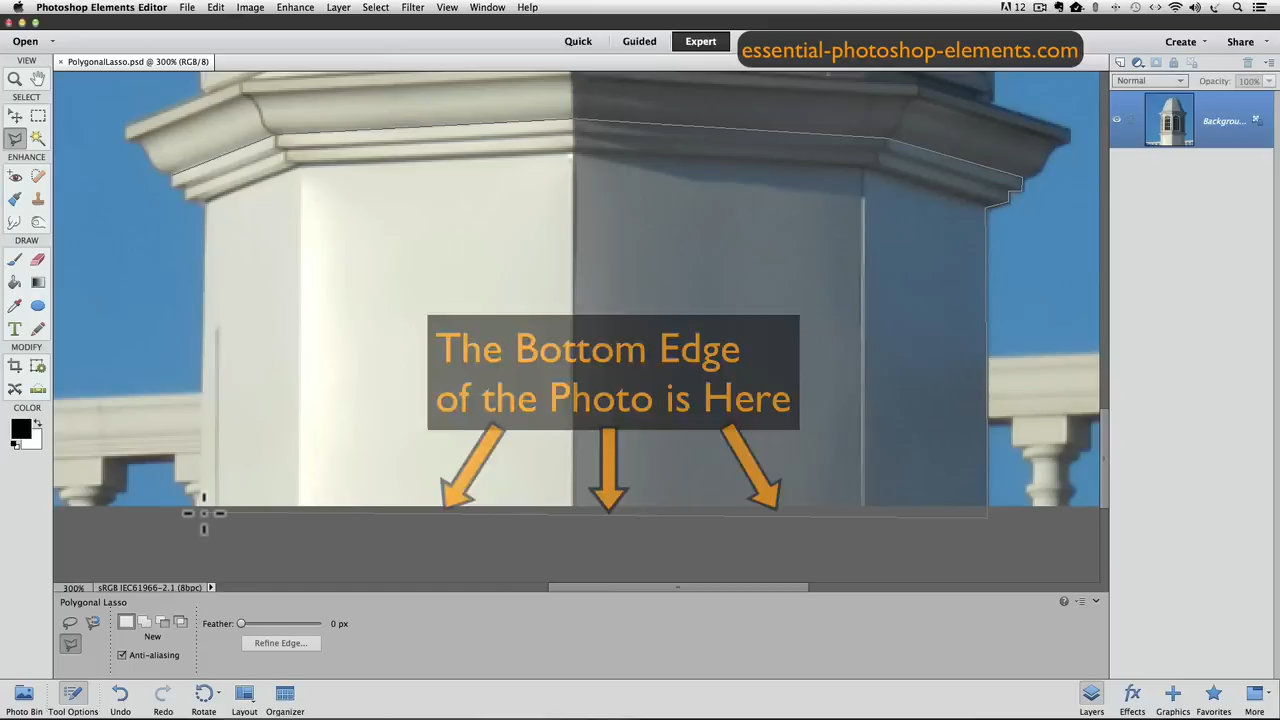 Photoshop Elements Editor File Edit Image Enhance Layer Select Filter View Window Help
12
Open Quick Guided Expert essential-photoshop-elements.com Create Share
VIEW
× PolygonalLasso.psd @ 300% (RGB/8)
Normal Opacity: 100%
SELECT
Backgrou...
ENHANCE
DRAW
T
MODIFY
COLOR
The Bottom Edge
of the Photo is Here
300% sRGB IEC61966-2.1 (8bpc)
Polygonal Lasso
New
Feather: 0 px
Refine Edge...
Anti-aliasing
Photo Bin Tool Options Undo Redo Rotate Layout Organizer Layers Effects Graphics Favorites More